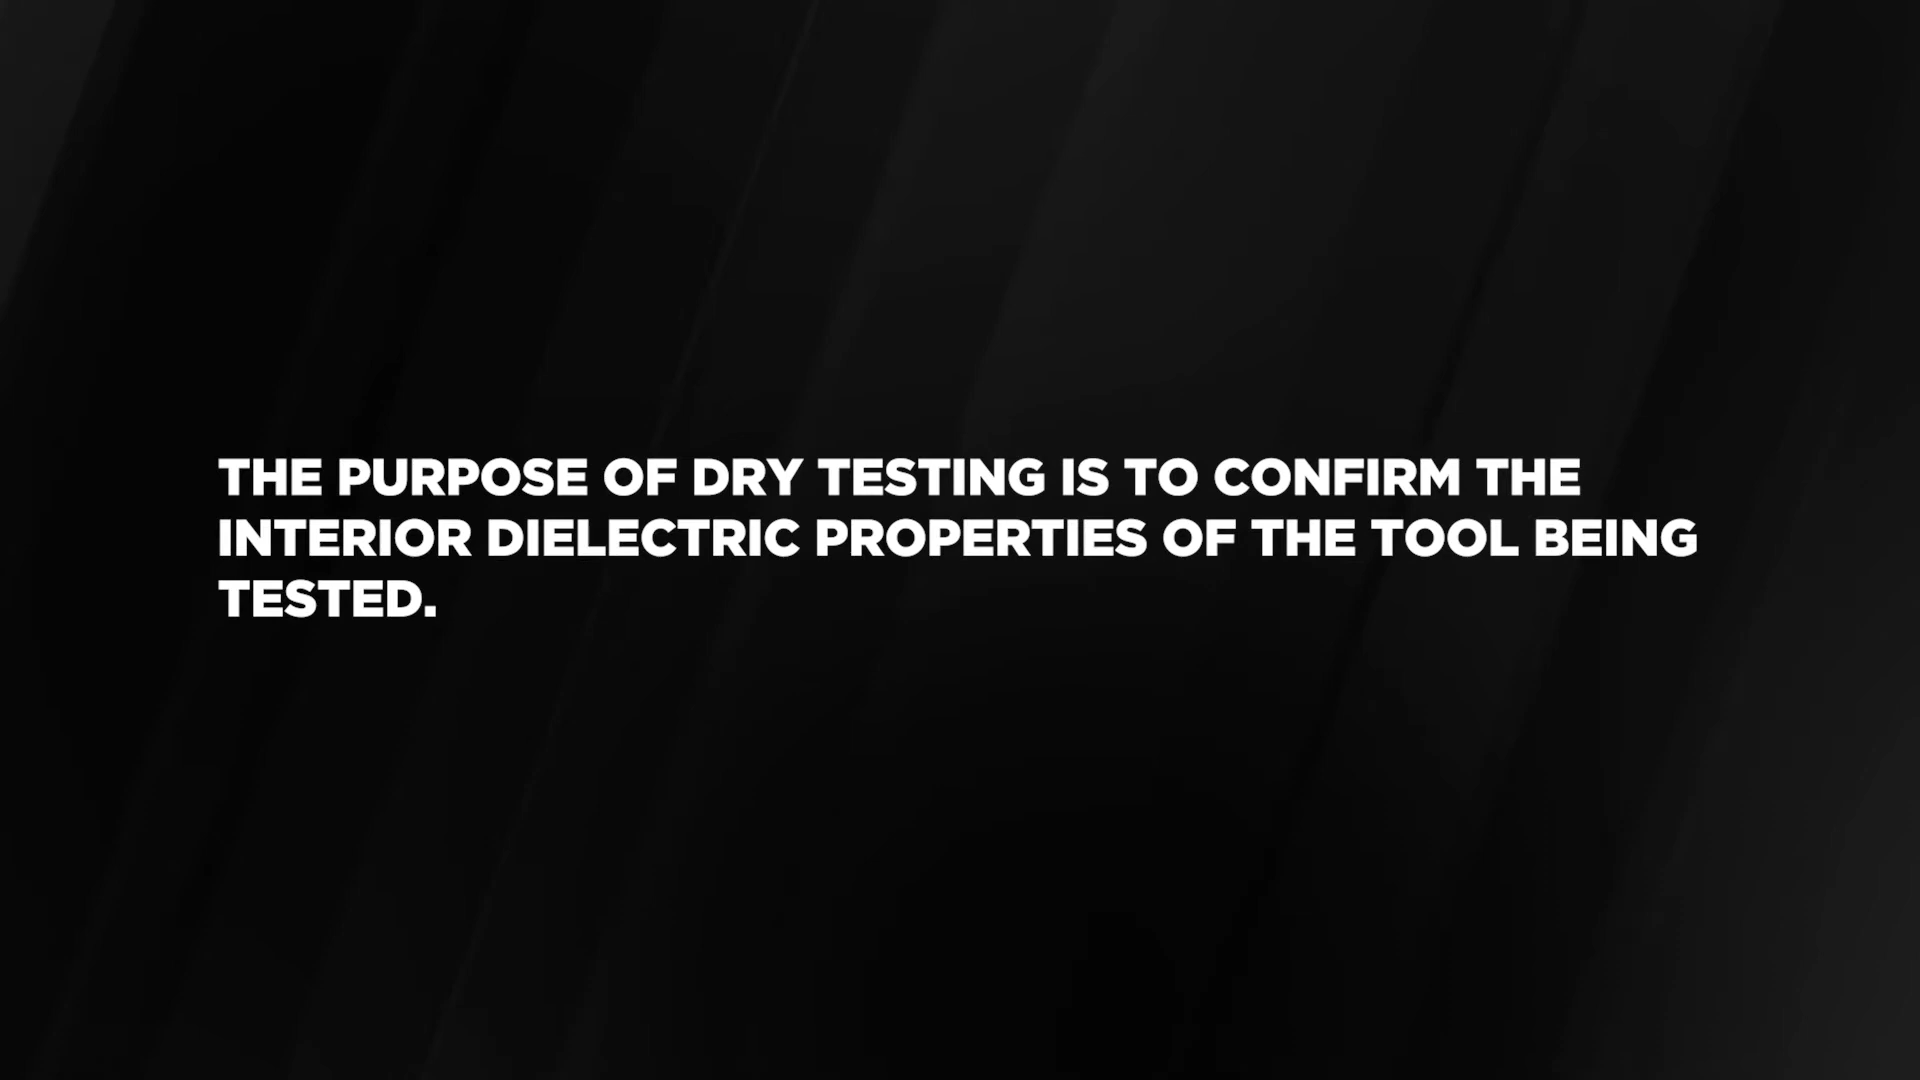 THE PURPOSE OF DRY TESTING IS TO CONFIRM THE
INTERIOR DIELECTRIC PROPERTIES OF THE TOOL BEING
TESTED.